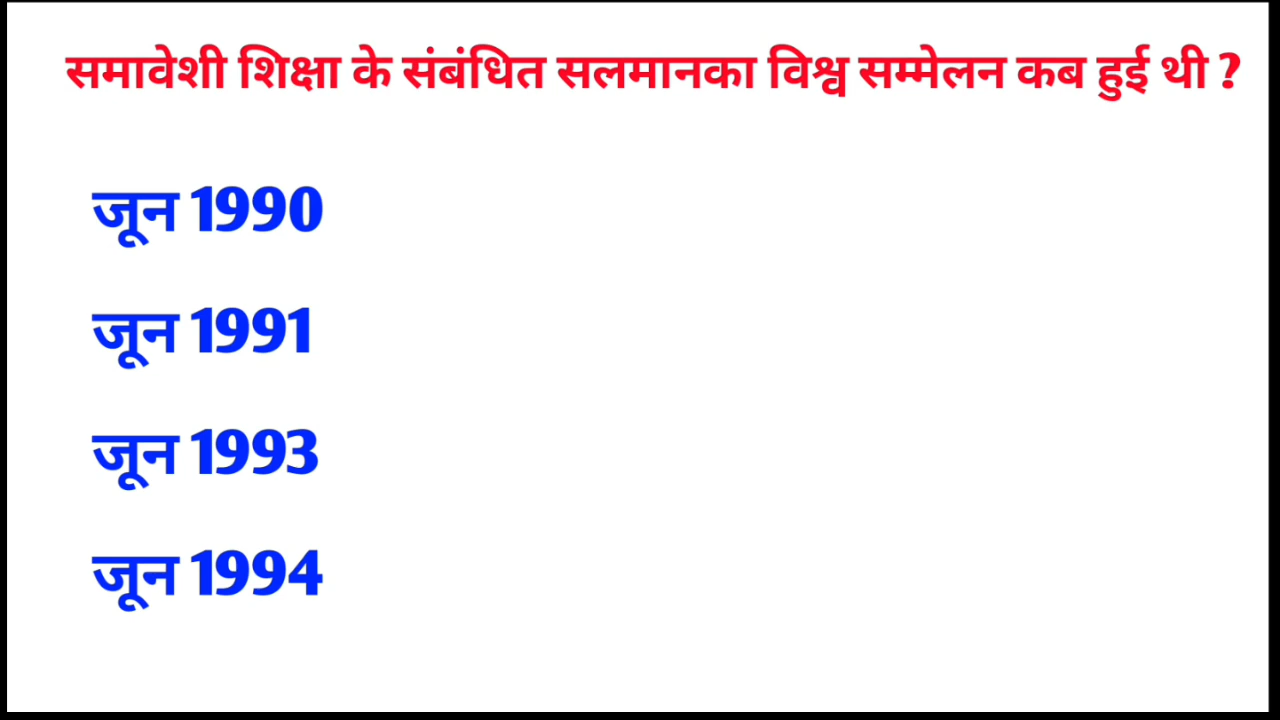 समावेशी शिक्षा के संबंधित सलमानका विश्व सम्मेलन कब हुई थी ?
जून 1990
जून 1991
जून 1993
जून 1994